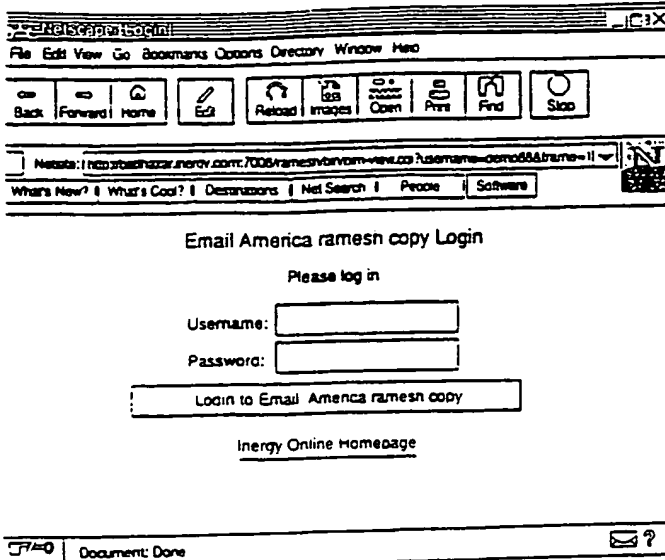 Netscape: [Login]
File Edit View Go Bookmarks Options Directory Window Help
Back Forward Home Edit Reload Images Open Print Find Stop
Netsite:
What's New? What's Cool? Destinations Net Search People Software
Email America ramesh copy Login
Please log in
Username:
Password:
Login to Email America ramesh copy
Inergy Online Homepage
Document: Done
?